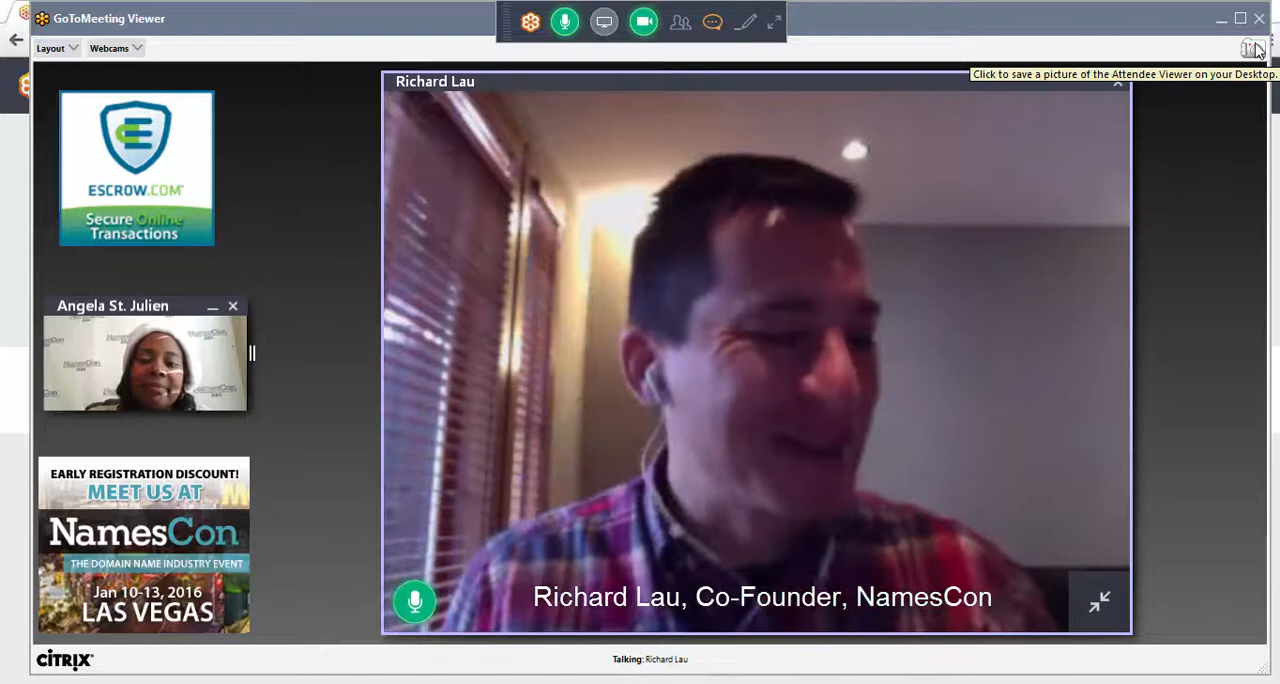 GoToMeeting Viewer
Layout
Webcams
Click to save a picture of the Attendee Viewer on your Desktop.
Richard Lau
ESCROW.COM
Secure Online
Transactions
Angela St. Julien
NamesCon
EARLY REGISTRATION DISCOUNT!
MEET US AT
NamesCon
THE DOMAIN NAME INDUSTRY EVENT
Jan 10-13, 2016
LAS VEGAS
Richard Lau, Co-Founder, NamesCon
CITRIX
Talking: Richard Lau